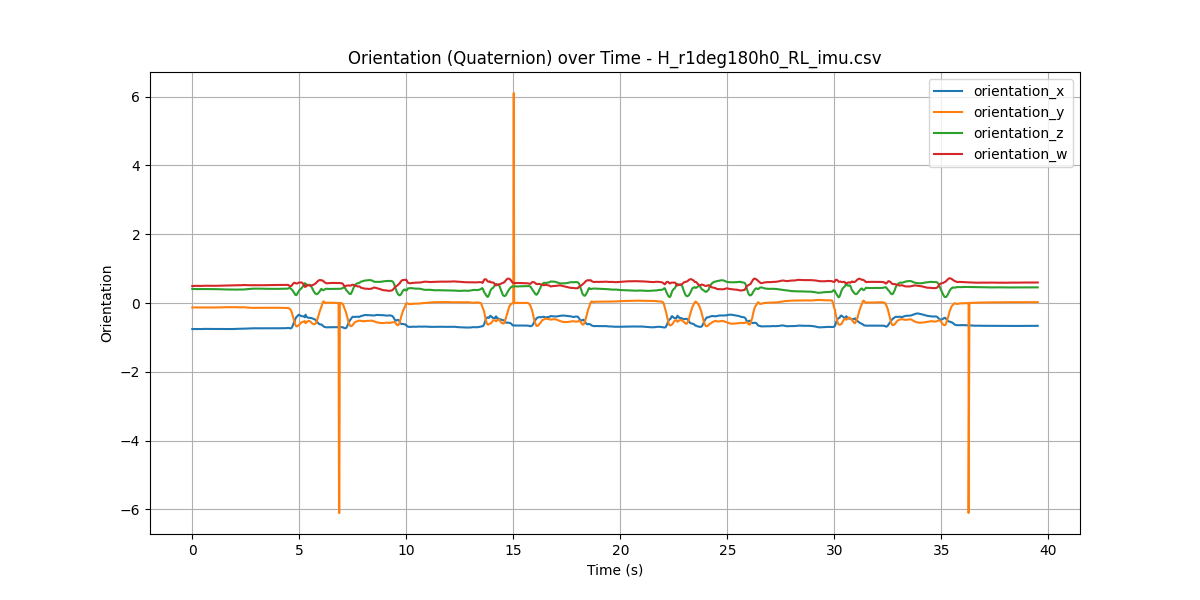 Orientation (Quaternion) over Time - H_r1deg180h0_RL_imu.csv
orientation_x
orientation_y
orientation_z
orientation_w
Orientation
6
4
2
0
−2
−4
−6
0 5 10 15 20 25 30 35 40
Time (s)